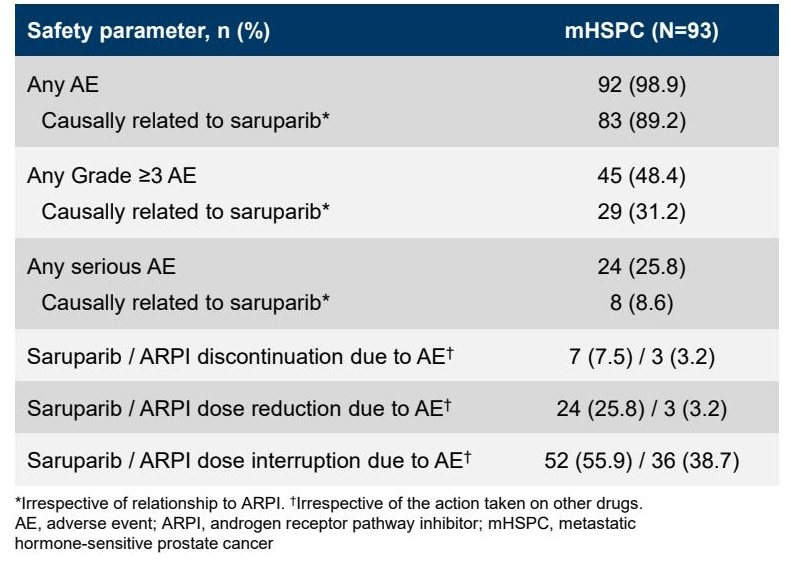 Safety parameter, n (%) mHSPC (N=93)
Any AE 92 (98.9)
Causally related to saruparib* 83 (89.2)
Any Grade ≥3 AE 45 (48.4)
Causally related to saruparib* 29 (31.2)
Any serious AE 24 (25.8)
Causally related to saruparib* 8 (8.6)
Saruparib / ARPI discontinuation due to AE† 7 (7.5) / 3 (3.2)
Saruparib / ARPI dose reduction due to AE† 24 (25.8) / 3 (3.2)
Saruparib / ARPI dose interruption due to AE† 52 (55.9) / 36 (38.7)
*Irrespective of relationship to ARPI. †Irrespective of the action taken on other drugs.
AE, adverse event; ARPI, androgen receptor pathway inhibitor; mHSPC, metastatic
hormone-sensitive prostate cancer